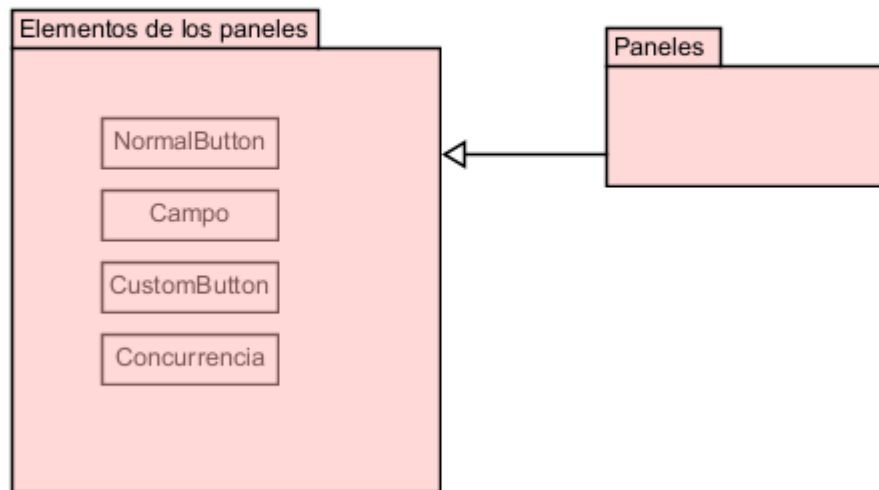 Elementos de los paneles
Paneles
NormalButton
Campo
CustomButton
Concurrencia